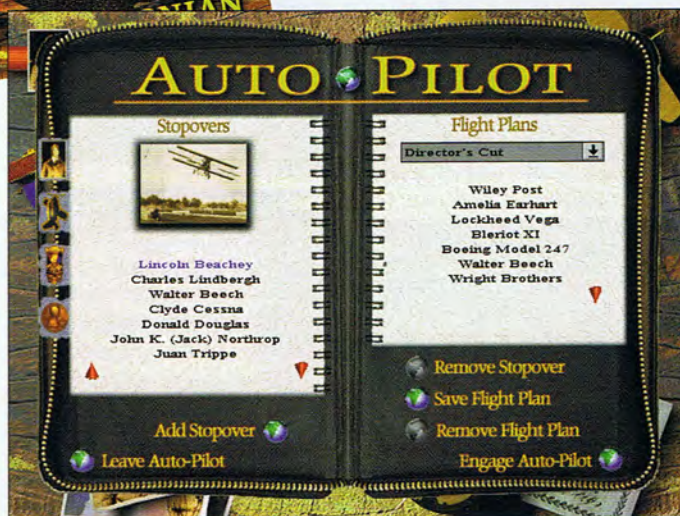 AUTO PILOT
Stopovers
Lincoln Beachey
Charles Lindbergh
Walter Beech
Clyde Cessna
Donald Douglas
John K. (Jack) Northrop
Juan Trippe
Add Stopover
Leave Auto-Pilot
Flight Plans
Director's Cut
Wiley Post
Amelia Earhart
Lockheed Vega
Bleriot XI
Boeing Model 247
Walter Beech
Wright Brothers
Remove Stopover
Save Flight Plan
Remove Flight Plan
Engage Auto-Pilot